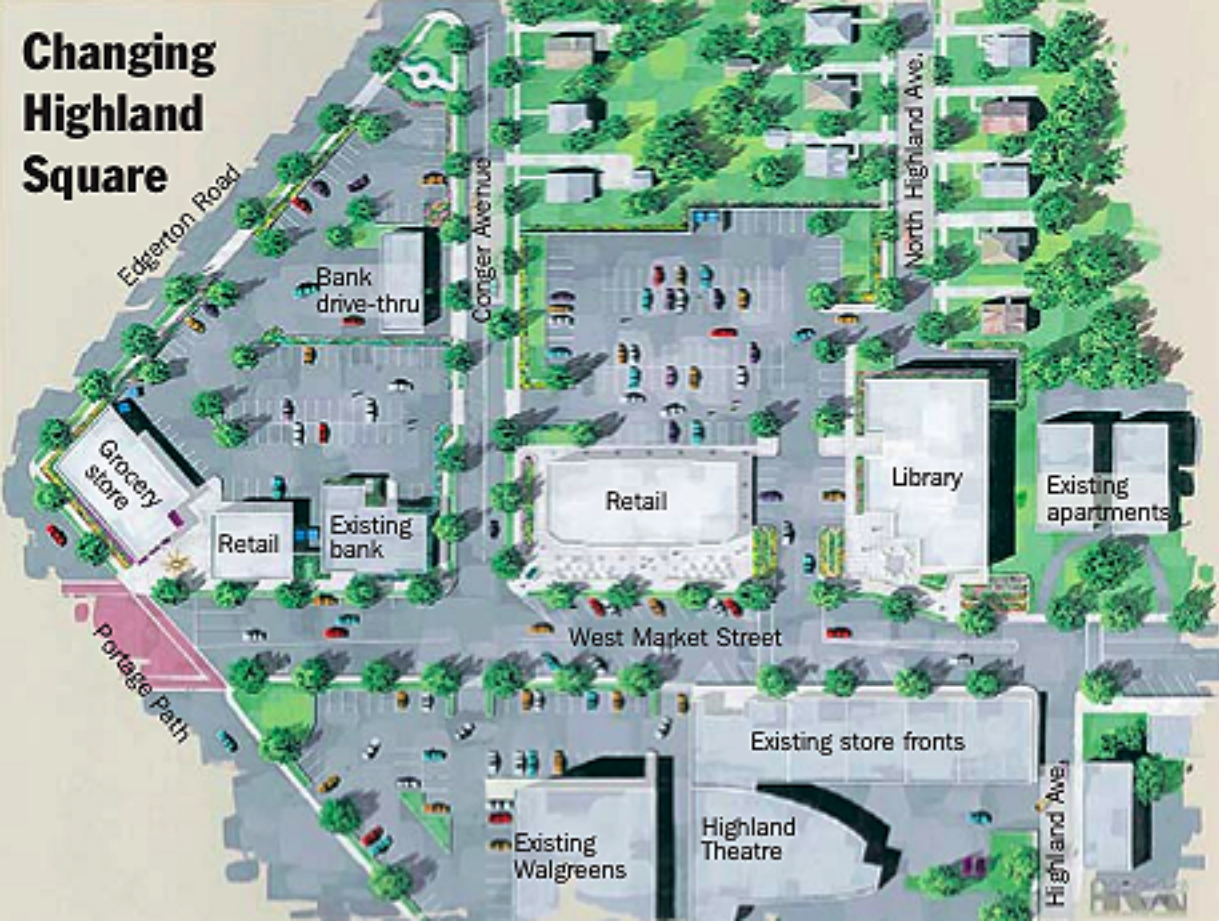 Changing
Highland
Square
Edgerton Road
Conger Avenue
North Highland Ave.
Bank
drive-thru
Grocery
store
Retail
Existing
bank
Retail
Library
Existing
apartments
West Market Street
Portage Path
Existing store fronts
Highland
Theatre
Existing
Walgreens
Highland Ave.